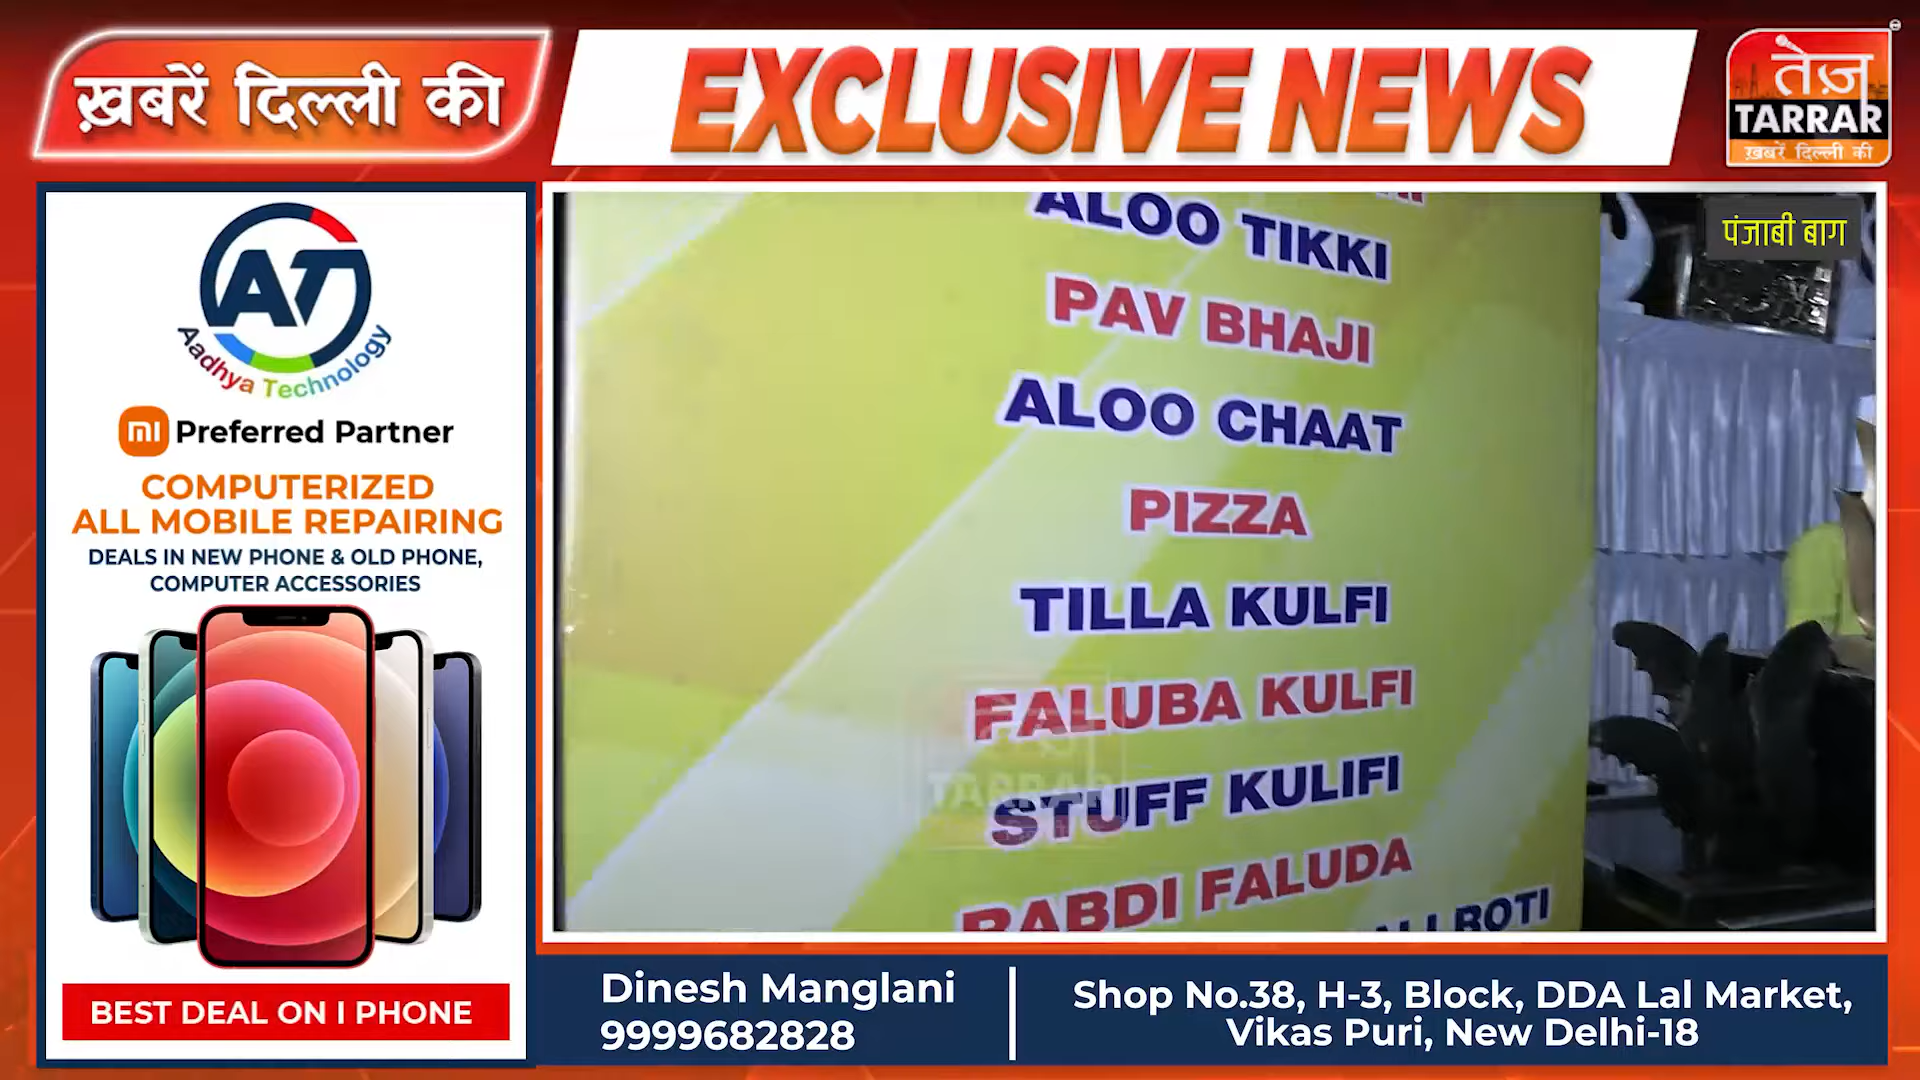 ख़बरें दिल्ली की
EXCLUSIVE NEWS
तेज़
TARRAR
ख़बरें दिल्ली की
AT
Aadhya Technology
mi Preferred Partner
COMPUTERIZED
ALL MOBILE REPAIRING
DEALS IN NEW PHONE & OLD PHONE,
COMPUTER ACCESSORIES
BEST DEAL ON I PHONE
पंजाबी बाग
ALOO TIKKI
PAV BHAJI
ALOO CHAAT
PIZZA
TILLA KULFI
FALUBA KULFI
STUFF KULIFI
RABDI FALUDA
ROTI
तेज़
TARRAR
Dinesh Manglani
9999682828
Shop No.38, H-3, Block, DDA Lal Market,
Vikas Puri, New Delhi-18